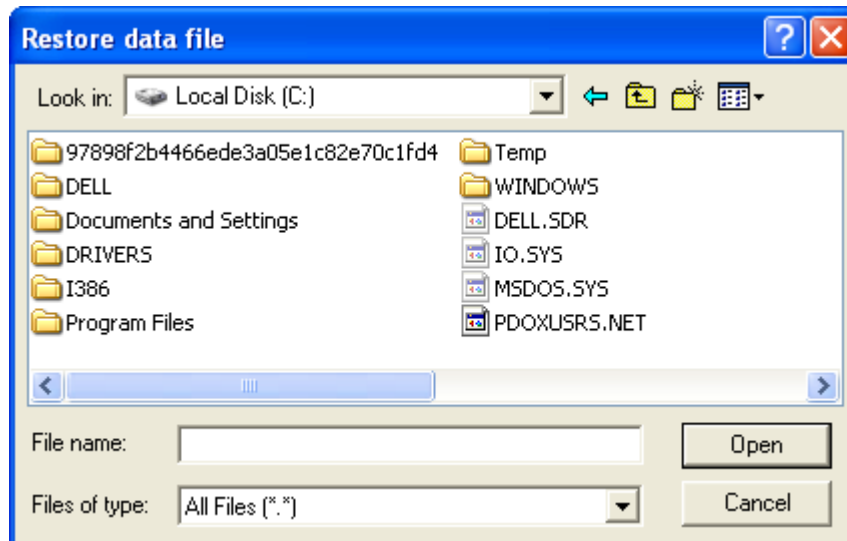 Restore data file
Look in: Local Disk (C:)
97898f2b4466ede3a05e1c82e70c1fd4
DELL
Documents and Settings
DRIVERS
I386
Program Files
Temp
WINDOWS
DELL.SDR
IO.SYS
MSDOS.SYS
PDOXUSRS.NET
File name:
Open
Files of type: All Files (*.*)
Cancel